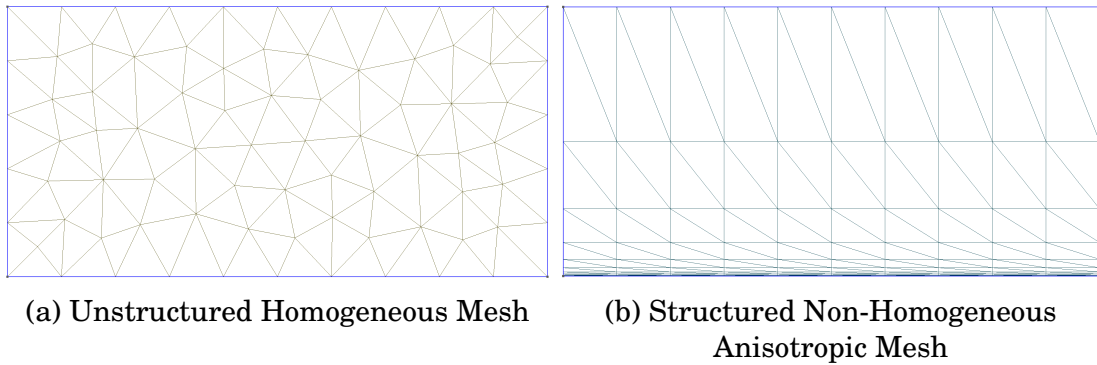 (a) Unstructured Homogeneous Mesh
(b) Structured Non-Homogeneous
Anisotropic Mesh